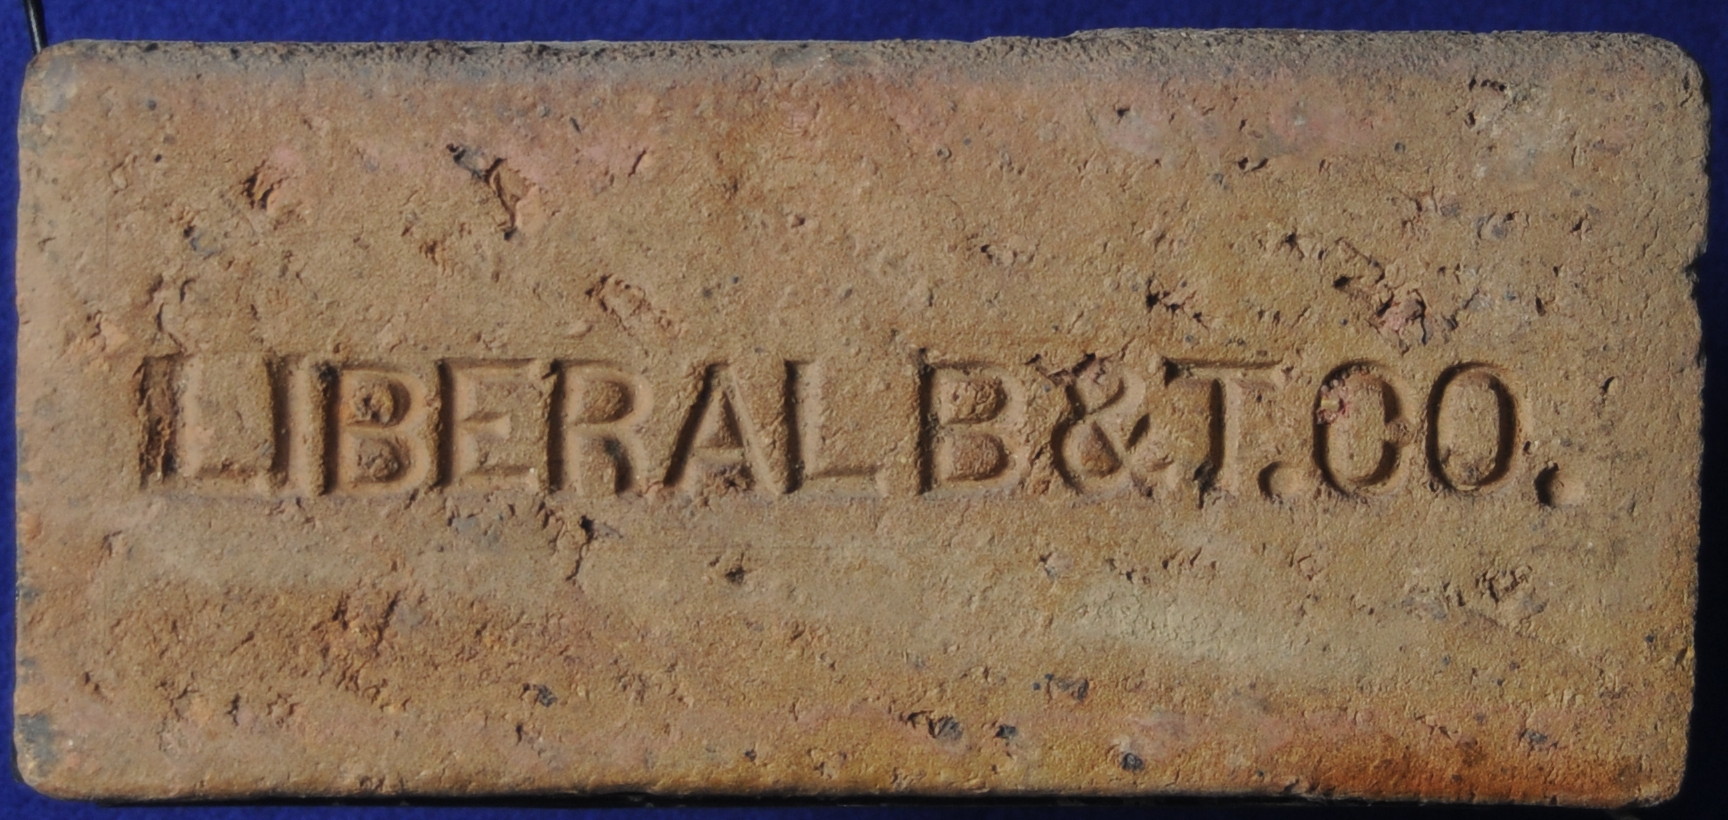 LIBERAL B & T. CO.